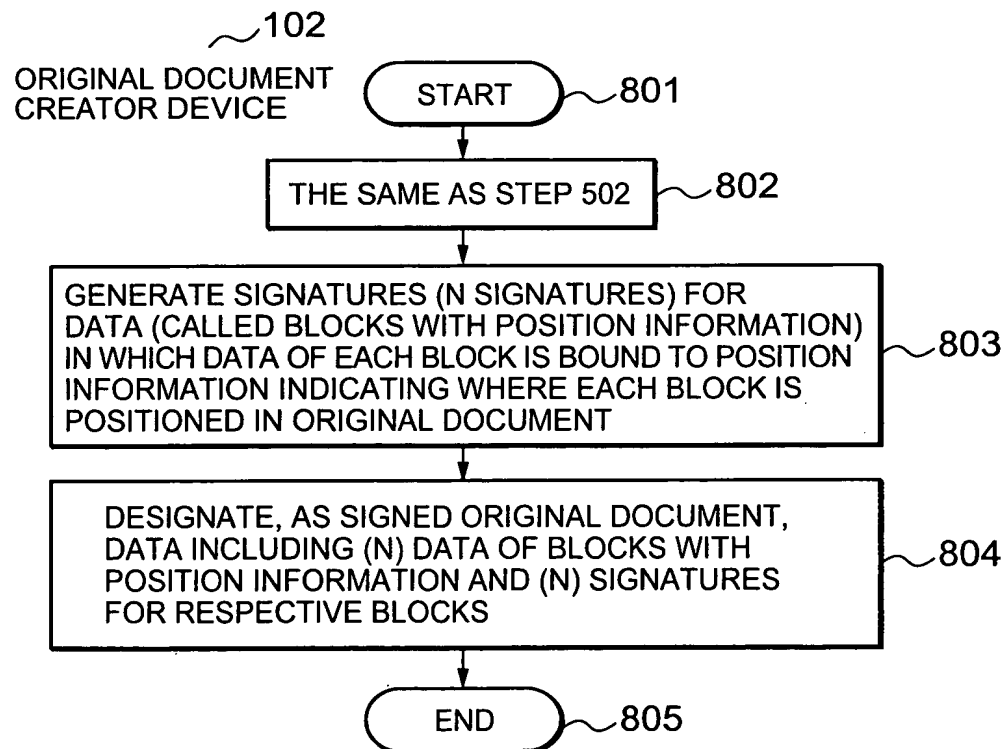 102
ORIGINAL DOCUMENT
CREATOR DEVICE
START
801
THE SAME AS STEP 502
802
GENERATE SIGNATURES (N SIGNATURES) FOR
DATA (CALLED BLOCKS WITH POSITION INFORMATION)
IN WHICH DATA OF EACH BLOCK IS BOUND TO POSITION
INFORMATION INDICATING WHERE EACH BLOCK IS
POSITIONED IN ORIGINAL DOCUMENT
803
DESIGNATE, AS SIGNED ORIGINAL DOCUMENT,
DATA INCLUDING (N) DATA OF BLOCKS WITH
POSITION INFORMATION AND (N) SIGNATURES
FOR RESPECTIVE BLOCKS
804
END
805